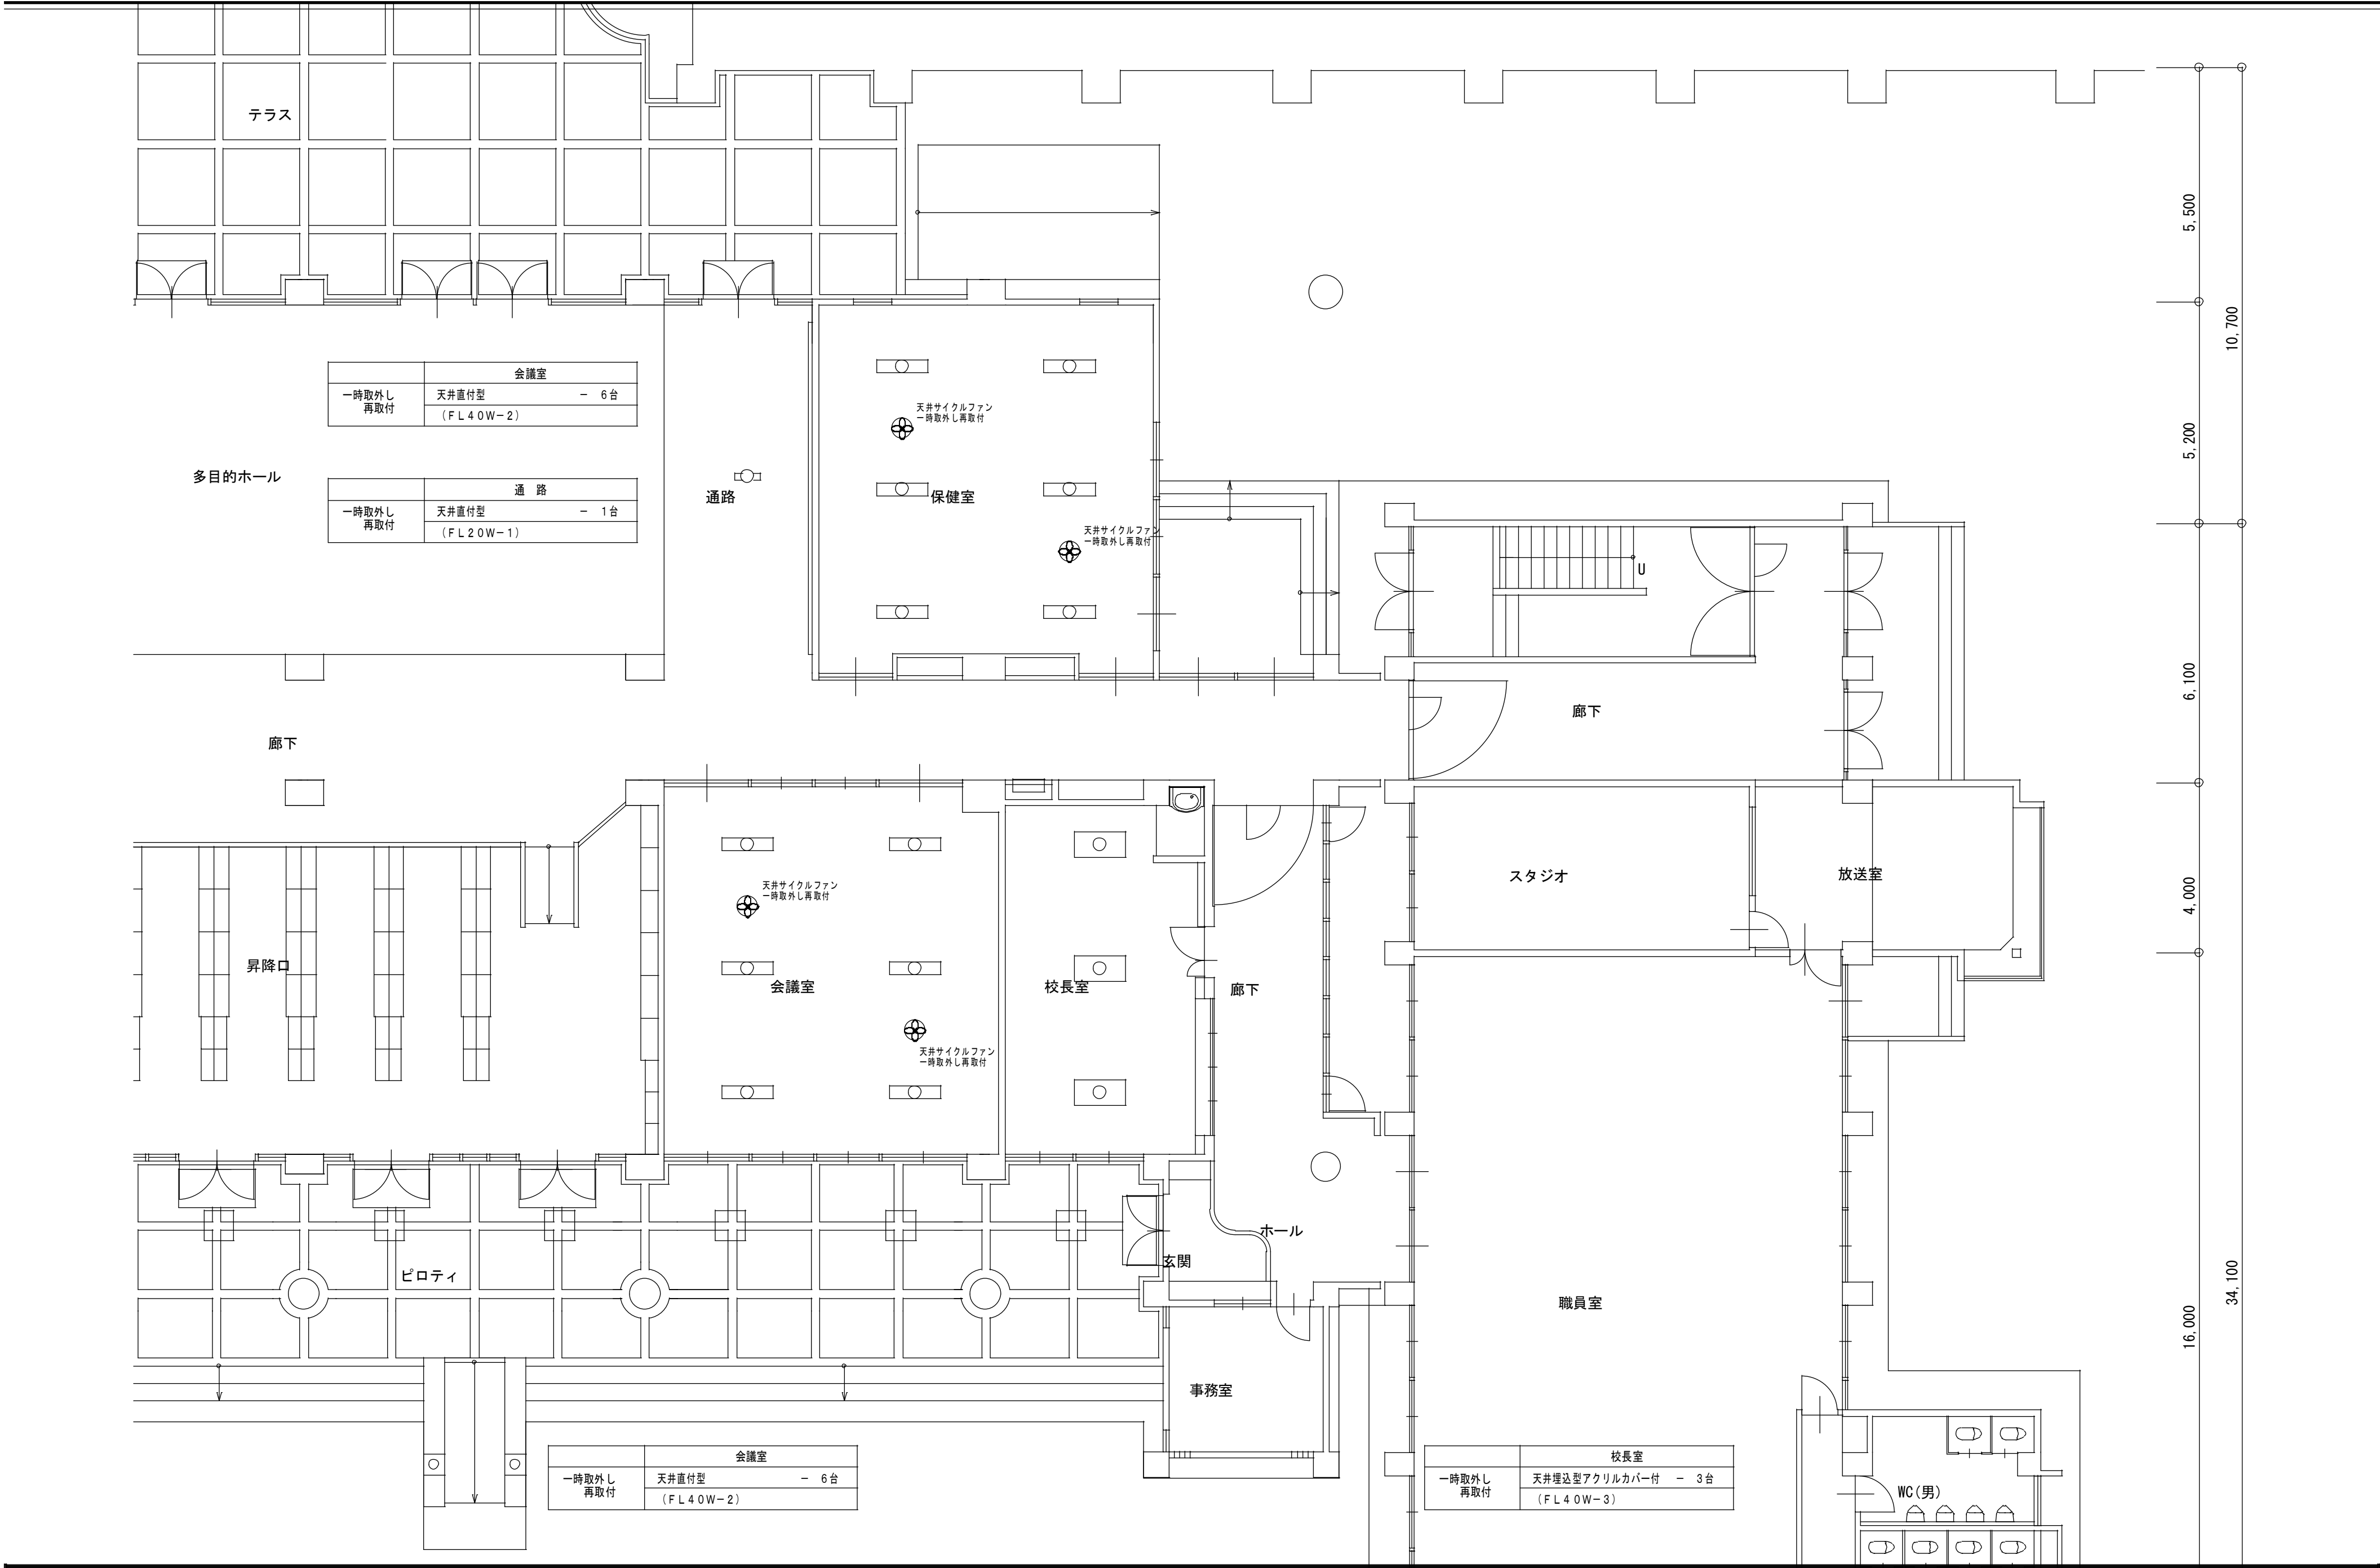 テラス
5,500
10,700
会議室
一時取外し
再取付
天井直付型 － 6台
（ＦＬ４０Ｗ－２）
天井サイクルファン
一時取外し再取付
5,200
多目的ホール
通 路
一時取外し
再取付
天井直付型 － 1台
（ＦＬ２０Ｗ－１）
通路
保健室
天井サイクルファン
一時取外し再取付
U
6,100
廊下
廊下
スタジオ
放送室
4,000
天井サイクルファン
一時取外し再取付
昇降口
会議室
校長室
廊下
天井サイクルファン
一時取外し再取付
ホール
玄関
ピロティ
職員室
16,000
34,100
事務室
会議室
一時取外し
再取付
天井直付型 － 6台
（ＦＬ４０Ｗ－２）
校長室
一時取外し
再取付
天井埋込型アクリルカバー付 － 3台
（ＦＬ４０Ｗ－３）
WC(男)